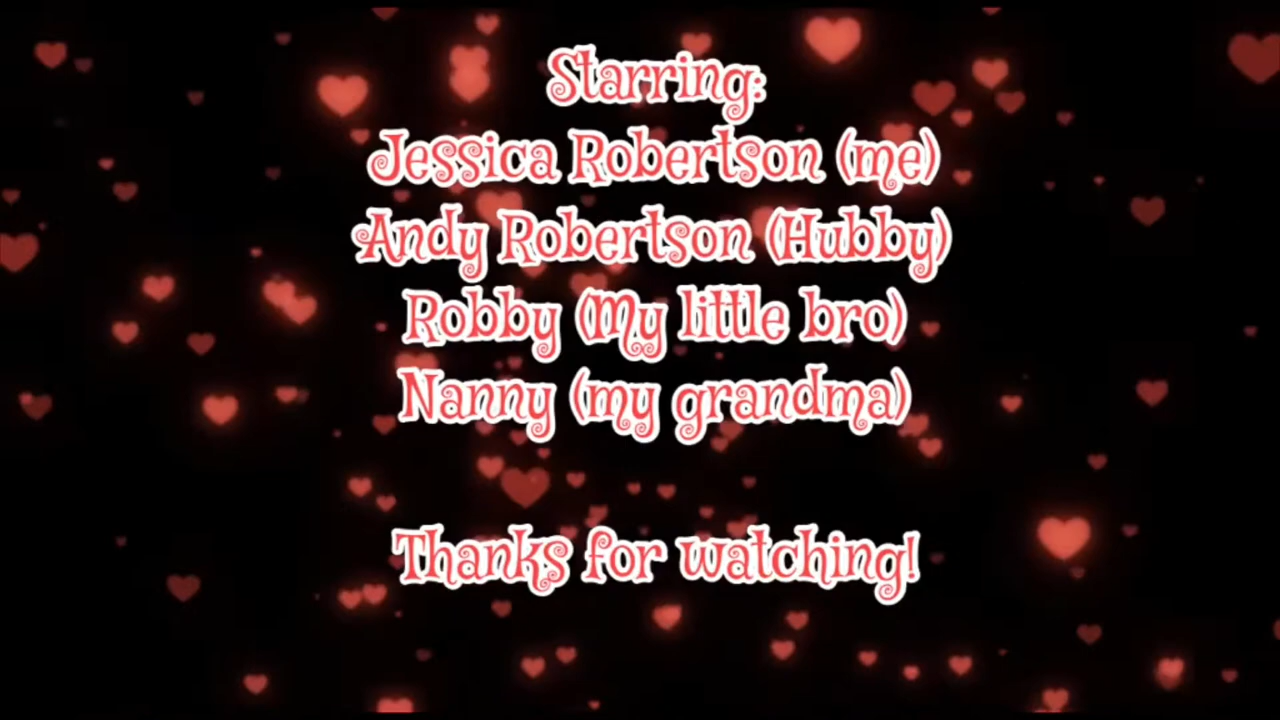 Starring:
Jessica Robertson (me)
Andy Robertson (Hubby)
Robby (My little bro)
Nanny (my grandma)
Thanks for watching!